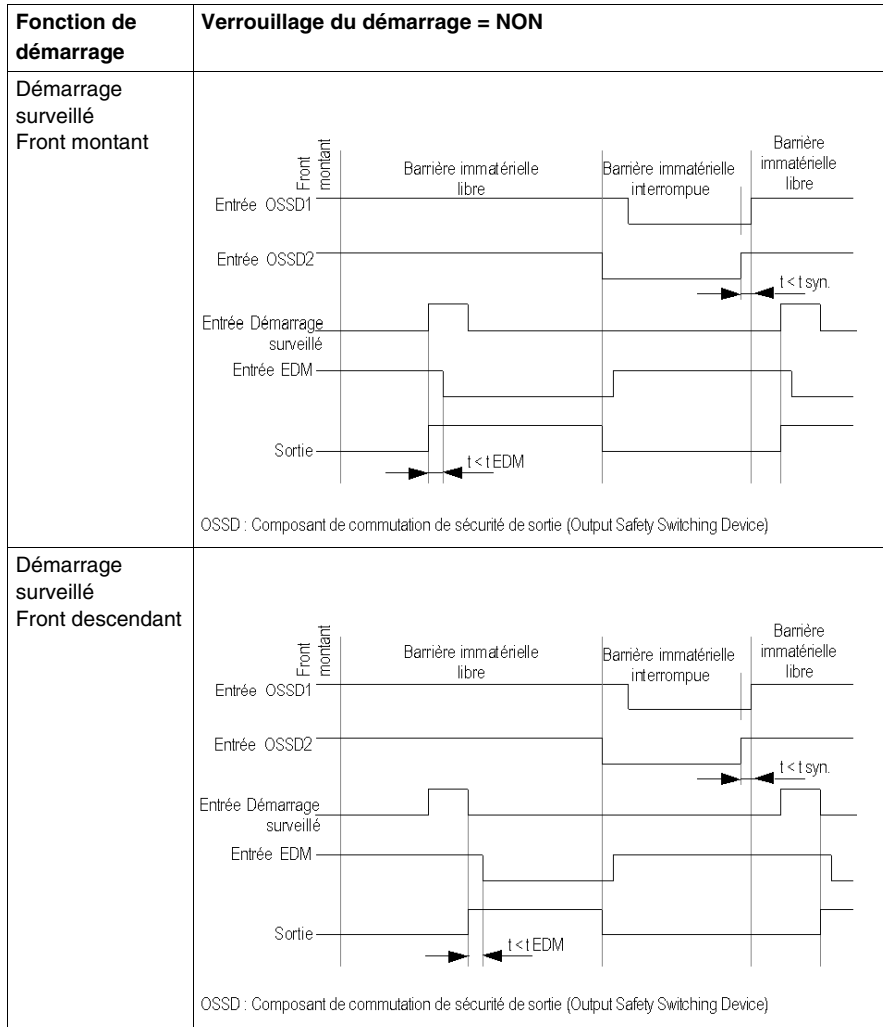 Fonction de
démarrage
Verrouillage du démarrage = NON
Démarrage
surveillé
Front montant
Front
montant
Barrière immatérielle
libre
Barrière immatérielle
interrompue
Barrière
immatérielle
libre
Entrée OSSD1
Entrée OSSD2
t < t syn.
Entrée Démarrage
surveillé
Entrée EDM
Sortie
t < t EDM
OSSD : Composant de commutation de sécurité de sortie (Output Safety Switching Device)
Démarrage
surveillé
Front descendant
Front
montant
Barrière immatérielle
libre
Barrière immatérielle
interrompue
Barrière
immatérielle
libre
Entrée OSSD1
Entrée OSSD2
t < t syn.
Entrée Démarrage
surveillé
Entrée EDM
Sortie
t < t EDM
OSSD : Composant de commutation de sécurité de sortie (Output Safety Switching Device)